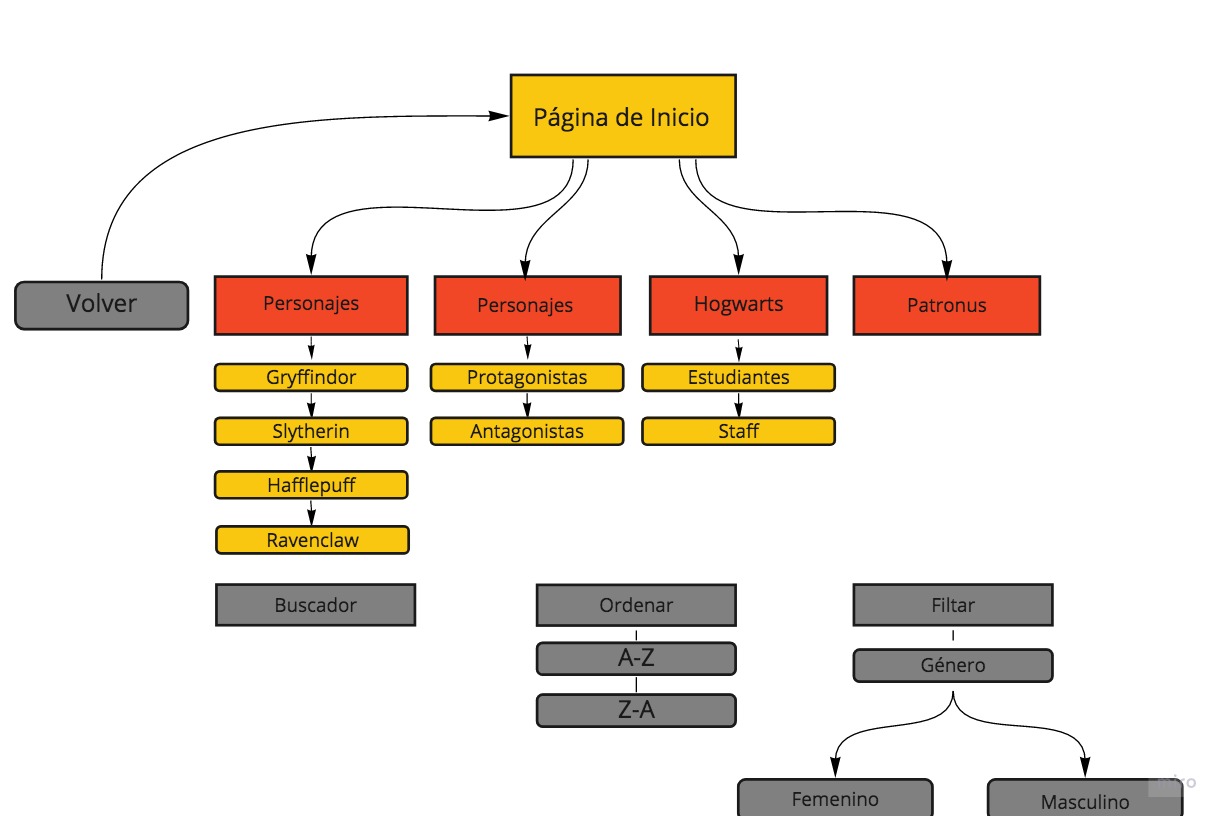 Página de Inicio
Volver
Personajes
Personajes
Hogwarts
Patronus
Gryffindor
Protagonistas
Estudiantes
Slytherin
Antagonistas
Staff
Hafflepuff
Ravenclaw
Buscador
Ordenar
Filtar
A-Z
Género
Z-A
Femenino
Masculino
miro